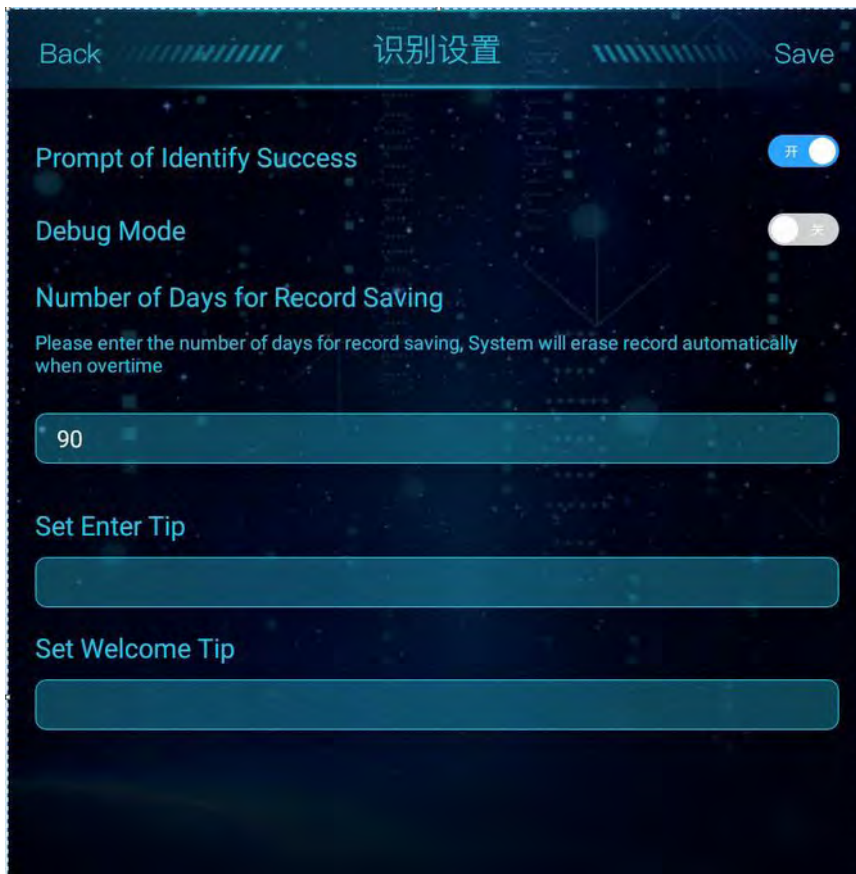 Back 识别设置 Save
Prompt of Identify Success 开
Debug Mode 关
Number of Days for Record Saving
Please enter the number of days for record saving, System will erase record automatically
when overtime
90
Set Enter Tip
Set Welcome Tip